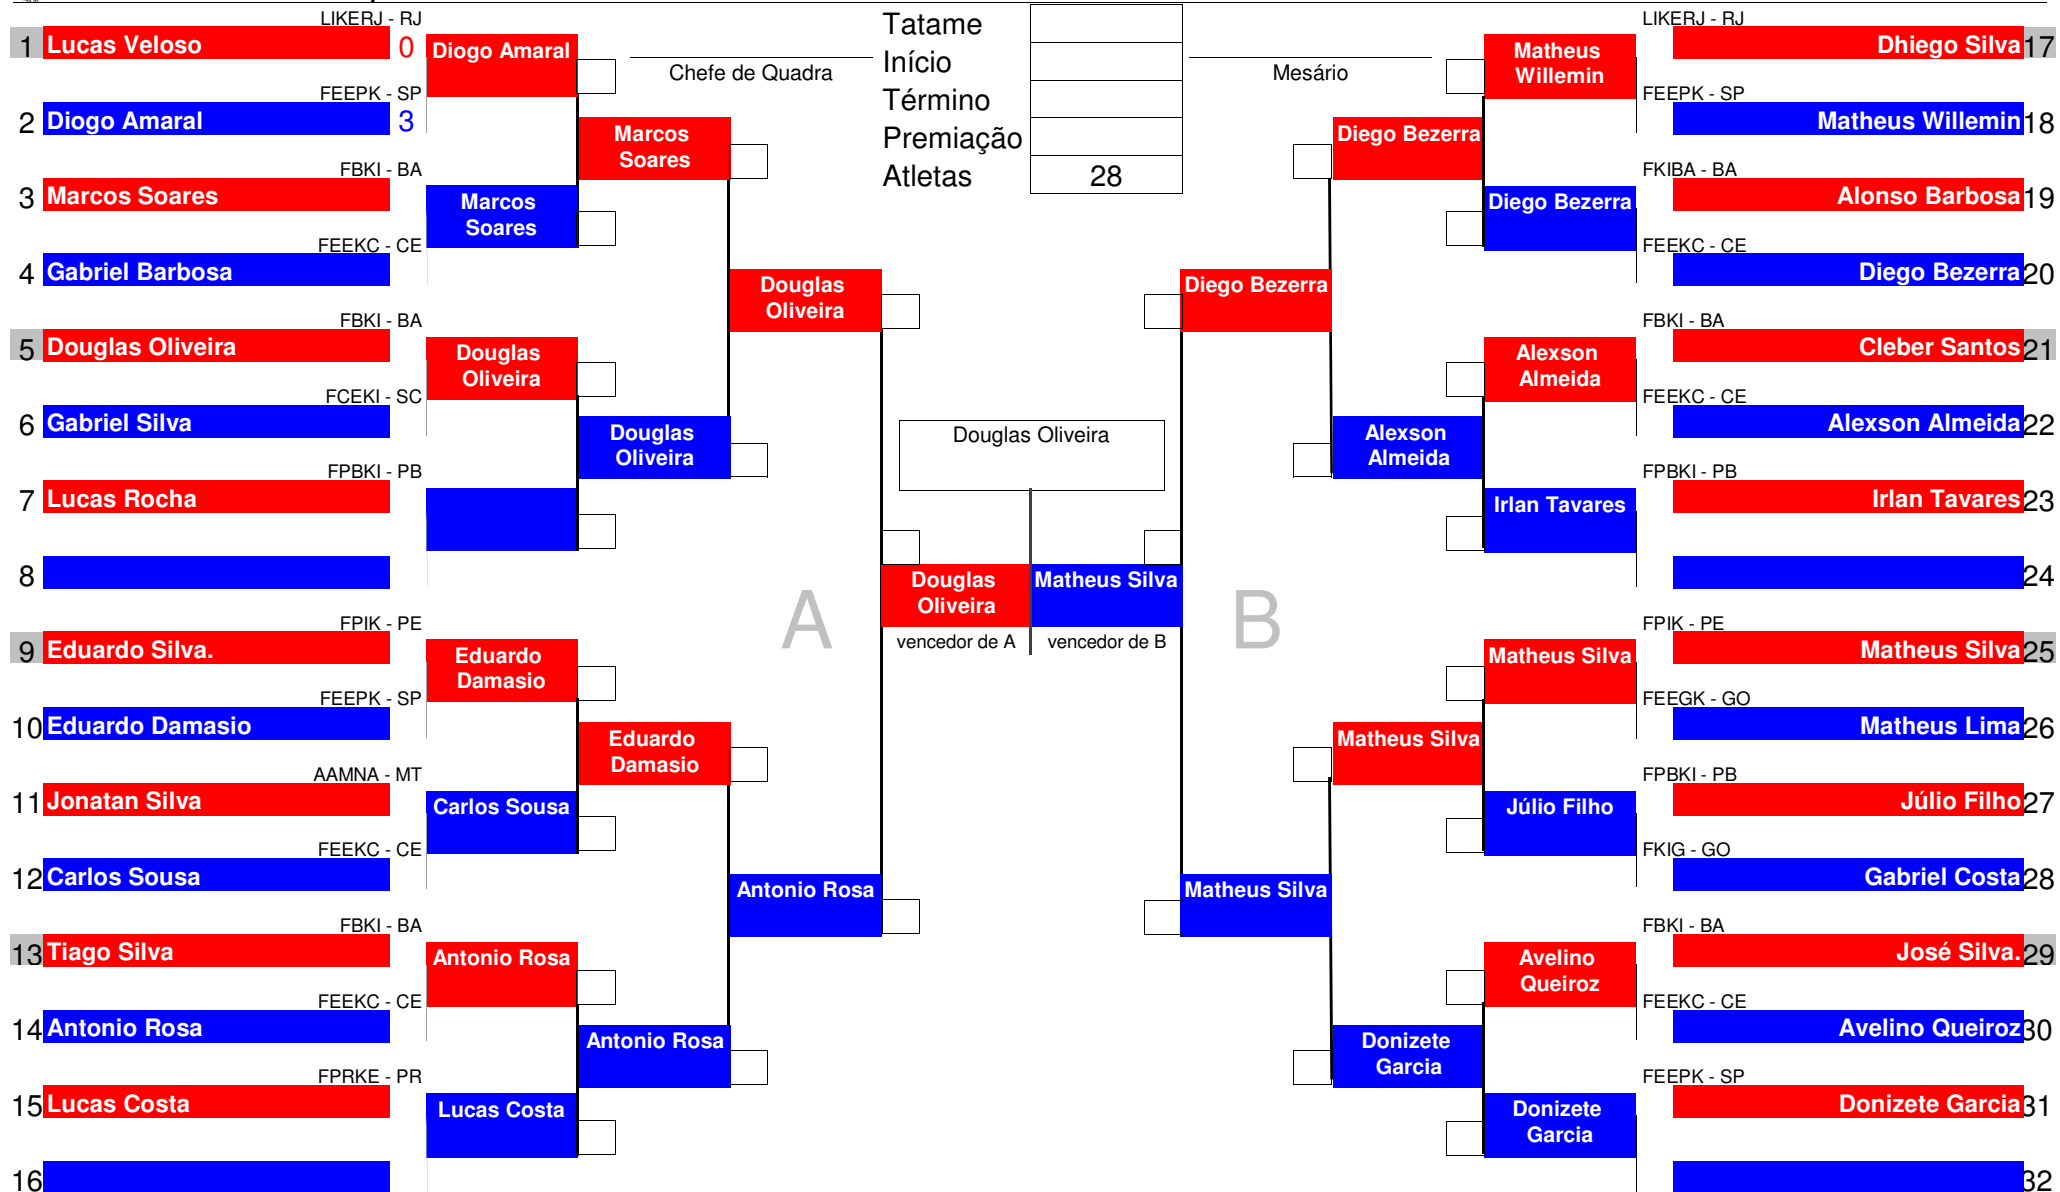 LIKERJ - RJ
1 Lucas Veloso 0
FEEPK - SP
2 Diogo Amaral 3
FBKI - BA
3 Marcos Soares
FEEKC - CE
4 Gabriel Barbosa
FBKI - BA
5 Douglas Oliveira
FCEKI - SC
6 Gabriel Silva
FPBKI - PB
7 Lucas Rocha
8
FPIK - PE
9 Eduardo Silva.
FEEPK - SP
10 Eduardo Damasio
AAMNA - MT
11 Jonatan Silva
FEEKC - CE
12 Carlos Sousa
FBKI - BA
13 Tiago Silva
FEEKC - CE
14 Antonio Rosa
FPRKE - PR
15 Lucas Costa
16
Diogo Amaral
Marcos
Soares
Douglas
Oliveira
Eduardo
Damasio
Carlos Sousa
Antonio Rosa
Lucas Costa
Marcos
Soares
Douglas
Oliveira
Eduardo
Damasio
Antonio Rosa
Douglas
Oliveira
Antonio Rosa
Chefe de Quadra
Tatame
Início
Término
Premiação
Atletas 28
Mesário
Douglas Oliveira
A
Douglas
Oliveira
vencedor de A
Matheus Silva
vencedor de B
B
Diego Bezerra
Matheus Silva
Diego Bezerra
Alexson
Almeida
Matheus Silva
Donizete
Garcia
Matheus
Willemin
Diego Bezerra
Alexson
Almeida
Irlan Tavares
Matheus Silva
Júlio Filho
Avelino
Queiroz
Donizete
Garcia
LIKERJ - RJ
Dhiego Silva 17
FEEPK - SP
Matheus Willemin 18
FKIBA - BA
Alonso Barbosa 19
FEEKC - CE
Diego Bezerra 20
FBKI - BA
Cleber Santos 21
FEEKC - CE
Alexson Almeida 22
FPBKI - PB
Irlan Tavares 23
24
FPIK - PE
Matheus Silva 25
FEEGK - GO
Matheus Lima 26
FPBKI - PB
Júlio Filho 27
FKIG - GO
Gabriel Costa 28
FBKI - BA
José Silva. 29
FEEKC - CE
Avelino Queiroz 30
FEEPK - SP
Donizete Garcia 31
32